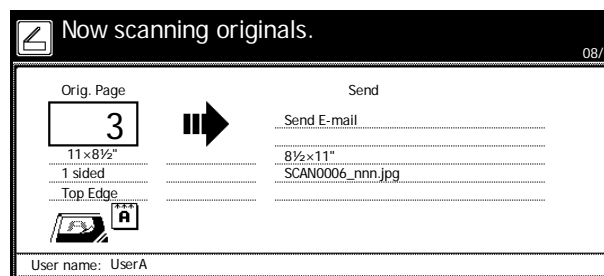 Now scanning originals.
08/
Orig. Page
Send
3
Send E-mail
11×8½"
8½×11"
1 sided
SCAN0006_nnn.jpg
Top Edge
A
User name: UserA